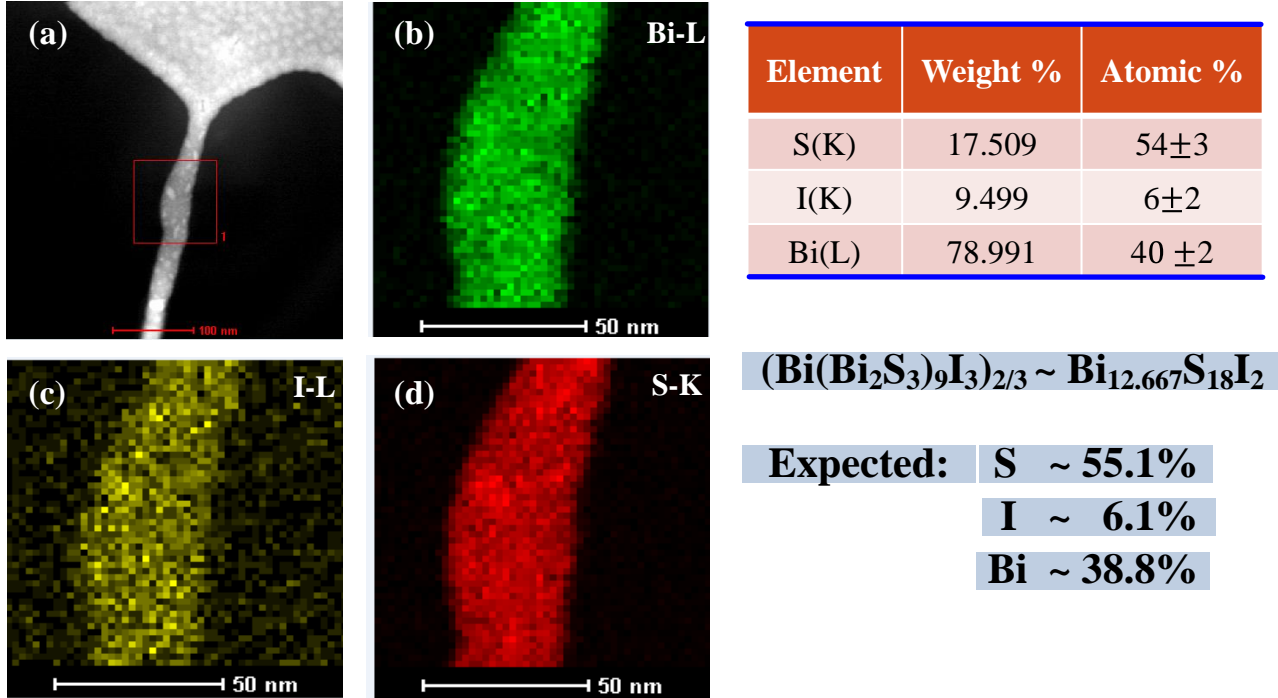 (a)
1
1
100 nm
(b)
Bi-L
50 nm
(c)
I-L
50 nm
(d)
S-K
50 nm
Element Weight % Atomic %
S(K) 17.509 54±3
I(K) 9.499 6±2
Bi(L) 78.991 40 ±2
(Bi(Bi₂S₃)₉I₃)₂/₃ ~ Bi₁₂.₆₆₇S₁₈I₂
Expected: S ~ 55.1%
I ~ 6.1%
Bi ~ 38.8%